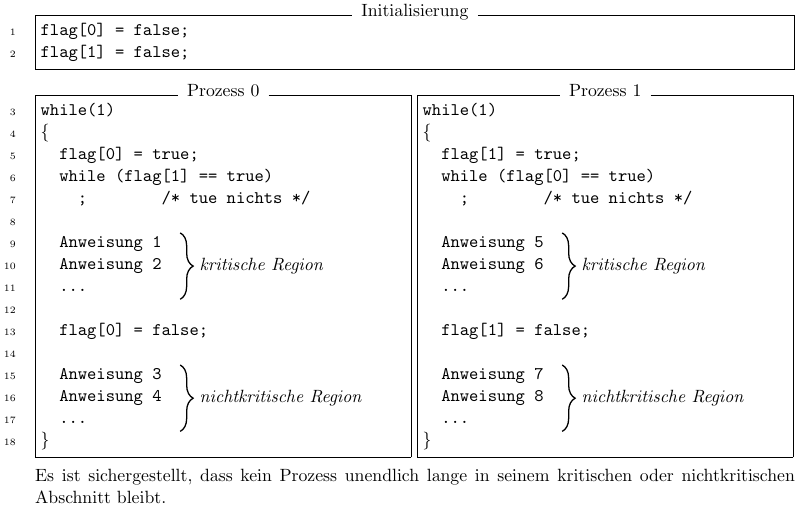 Initialisierung
1 flag[0] = false;
2 flag[1] = false;
Prozess 0
3 while(1)
4 {
5 flag[0] = true;
6 while (flag[1] == true)
7 ; /* tue nichts */
8
9 Anweisung 1
10 Anweisung 2 kritische Region
11 ...
12
13 flag[0] = false;
14
15 Anweisung 3
16 Anweisung 4 nichtkritische Region
17 ...
18 }
Prozess 1
while(1)
{
flag[1] = true;
while (flag[0] == true)
; /* tue nichts */
Anweisung 5
Anweisung 6 kritische Region
...
flag[1] = false;
Anweisung 7
Anweisung 8 nichtkritische Region
...
}
Es ist sichergestellt, dass kein Prozess unendlich lange in seinem kritischen oder nichtkritischen
Abschnitt bleibt.